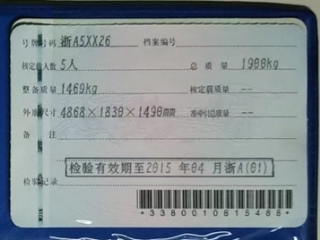 号牌号码 浙A5XX26 档案编号
核定载人数 5人 总质量 1900kg
整备质量 1469kg 核定载质量 --
外廓尺寸 4868×1830×1490mm 准牵引总质量 --
备注
检验有效期至2015 年04 月浙A(01)
检验记录
*3380010815488*